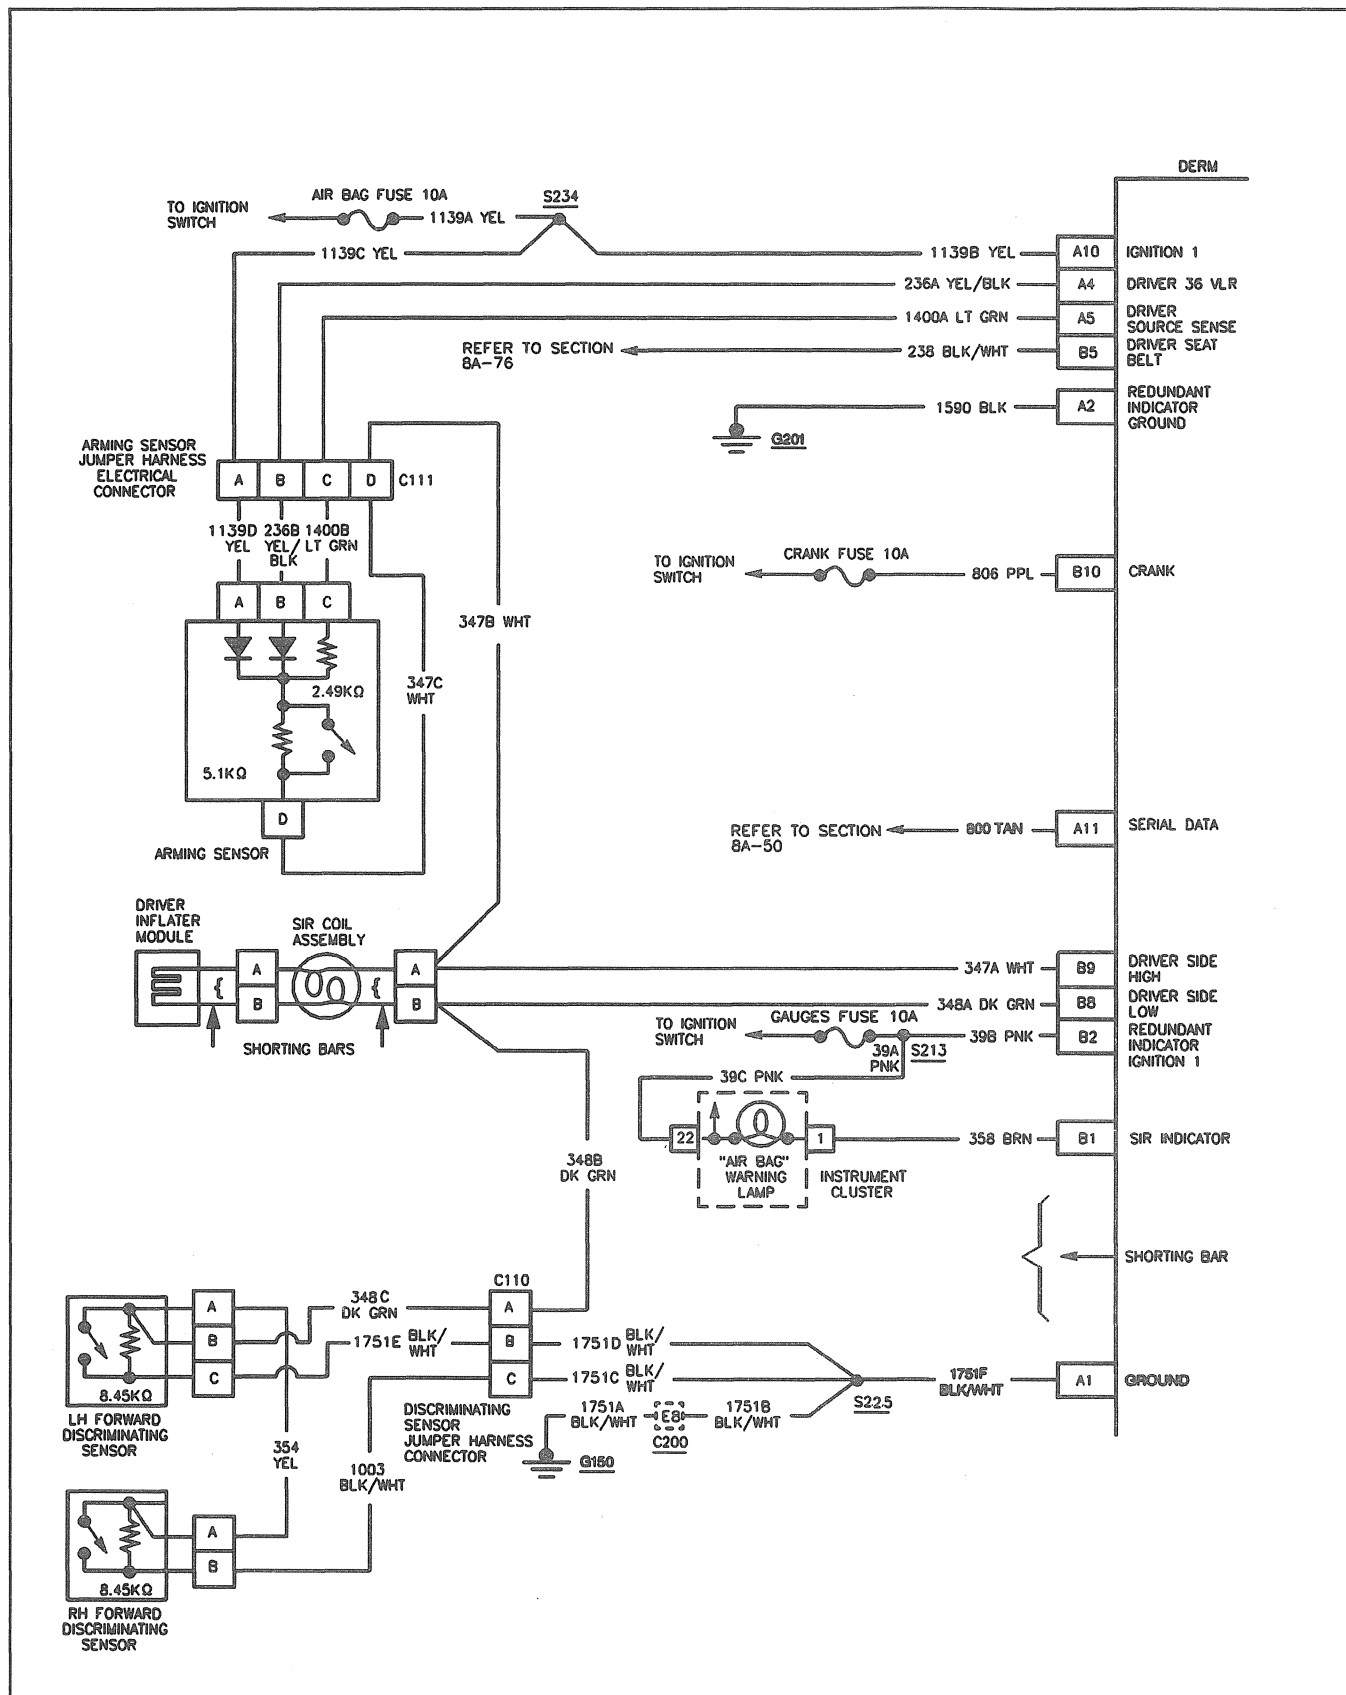 DERM
AIR BAG FUSE 10A
S234
TO IGNITION
SWITCH
1139A YEL
1139C YEL
1139B YEL
A10
IGNITION 1
236A YEL/BLK
A4
DRIVER 36 VLR
1400A LT GRN
A5
DRIVER
SOURCE SENSE
REFER TO SECTION
8A-76
238 BLK/WHT
B5
DRIVER SEAT
BELT
1590 BLK
A2
REDUNDANT
INDICATOR
GROUND
G201
ARMING SENSOR
JUMPER HARNESS
ELECTRICAL
CONNECTOR
A
B
C
D
C111
1139D
YEL
236B
YEL/
BLK
1400B
LT GRN
TO IGNITION
SWITCH
CRANK FUSE 10A
806 PPL
B10
CRANK
A
B
C
347B WHT
2.49KΩ
347C
WHT
5.1KΩ
D
ARMING SENSOR
REFER TO SECTION
8A-50
800 TAN
A11
SERIAL DATA
DRIVER
INFLATER
MODULE
SIR COIL
ASSEMBLY
A
B
A
B
SHORTING BARS
347A WHT
B9
DRIVER SIDE
HIGH
348A DK GRN
B8
DRIVER SIDE
LOW
TO IGNITION
SWITCH
GAUGES FUSE 10A
39A
PNK
S213
39B PNK
B2
REDUNDANT
INDICATOR
IGNITION 1
39C PNK
22
1
358 BRN
B1
SIR INDICATOR
"AIR BAG"
WARNING
LAMP
INSTRUMENT
CLUSTER
348B
DK GRN
SHORTING BAR
C110
A
B
C
348C
DK GRN
1751E BLK/
WHT
A
B
C
1751D BLK/
WHT
1751C BLK/
WHT
S225
1751F
BLK/WHT
A1
GROUND
8.45KΩ
LH FORWARD
DISCRIMINATING
SENSOR
DISCRIMINATING
SENSOR
JUMPER HARNESS
CONNECTOR
1751A
BLK/WHT
E8
C200
1751B
BLK/WHT
G150
354
YEL
1003
BLK/WHT
A
B
8.45KΩ
RH FORWARD
DISCRIMINATING
SENSOR